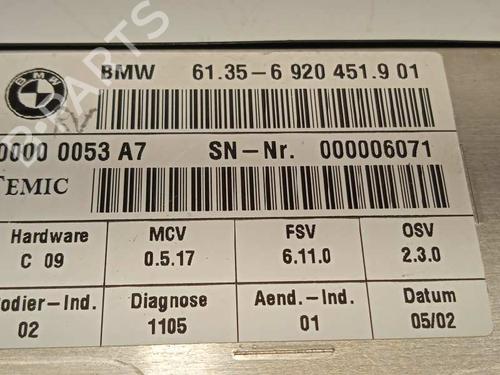 BMW
BMW 61.35-6 920 451.9 01
0000 0053 A7 SN-Nr. 000006071
TEMIC
Hardware MCV FSV OSV
C 09 0.5.17 6.11.0 2.3.0
odier-Ind. Diagnose Aend.-Ind. Datum
02 1105 01 05/02